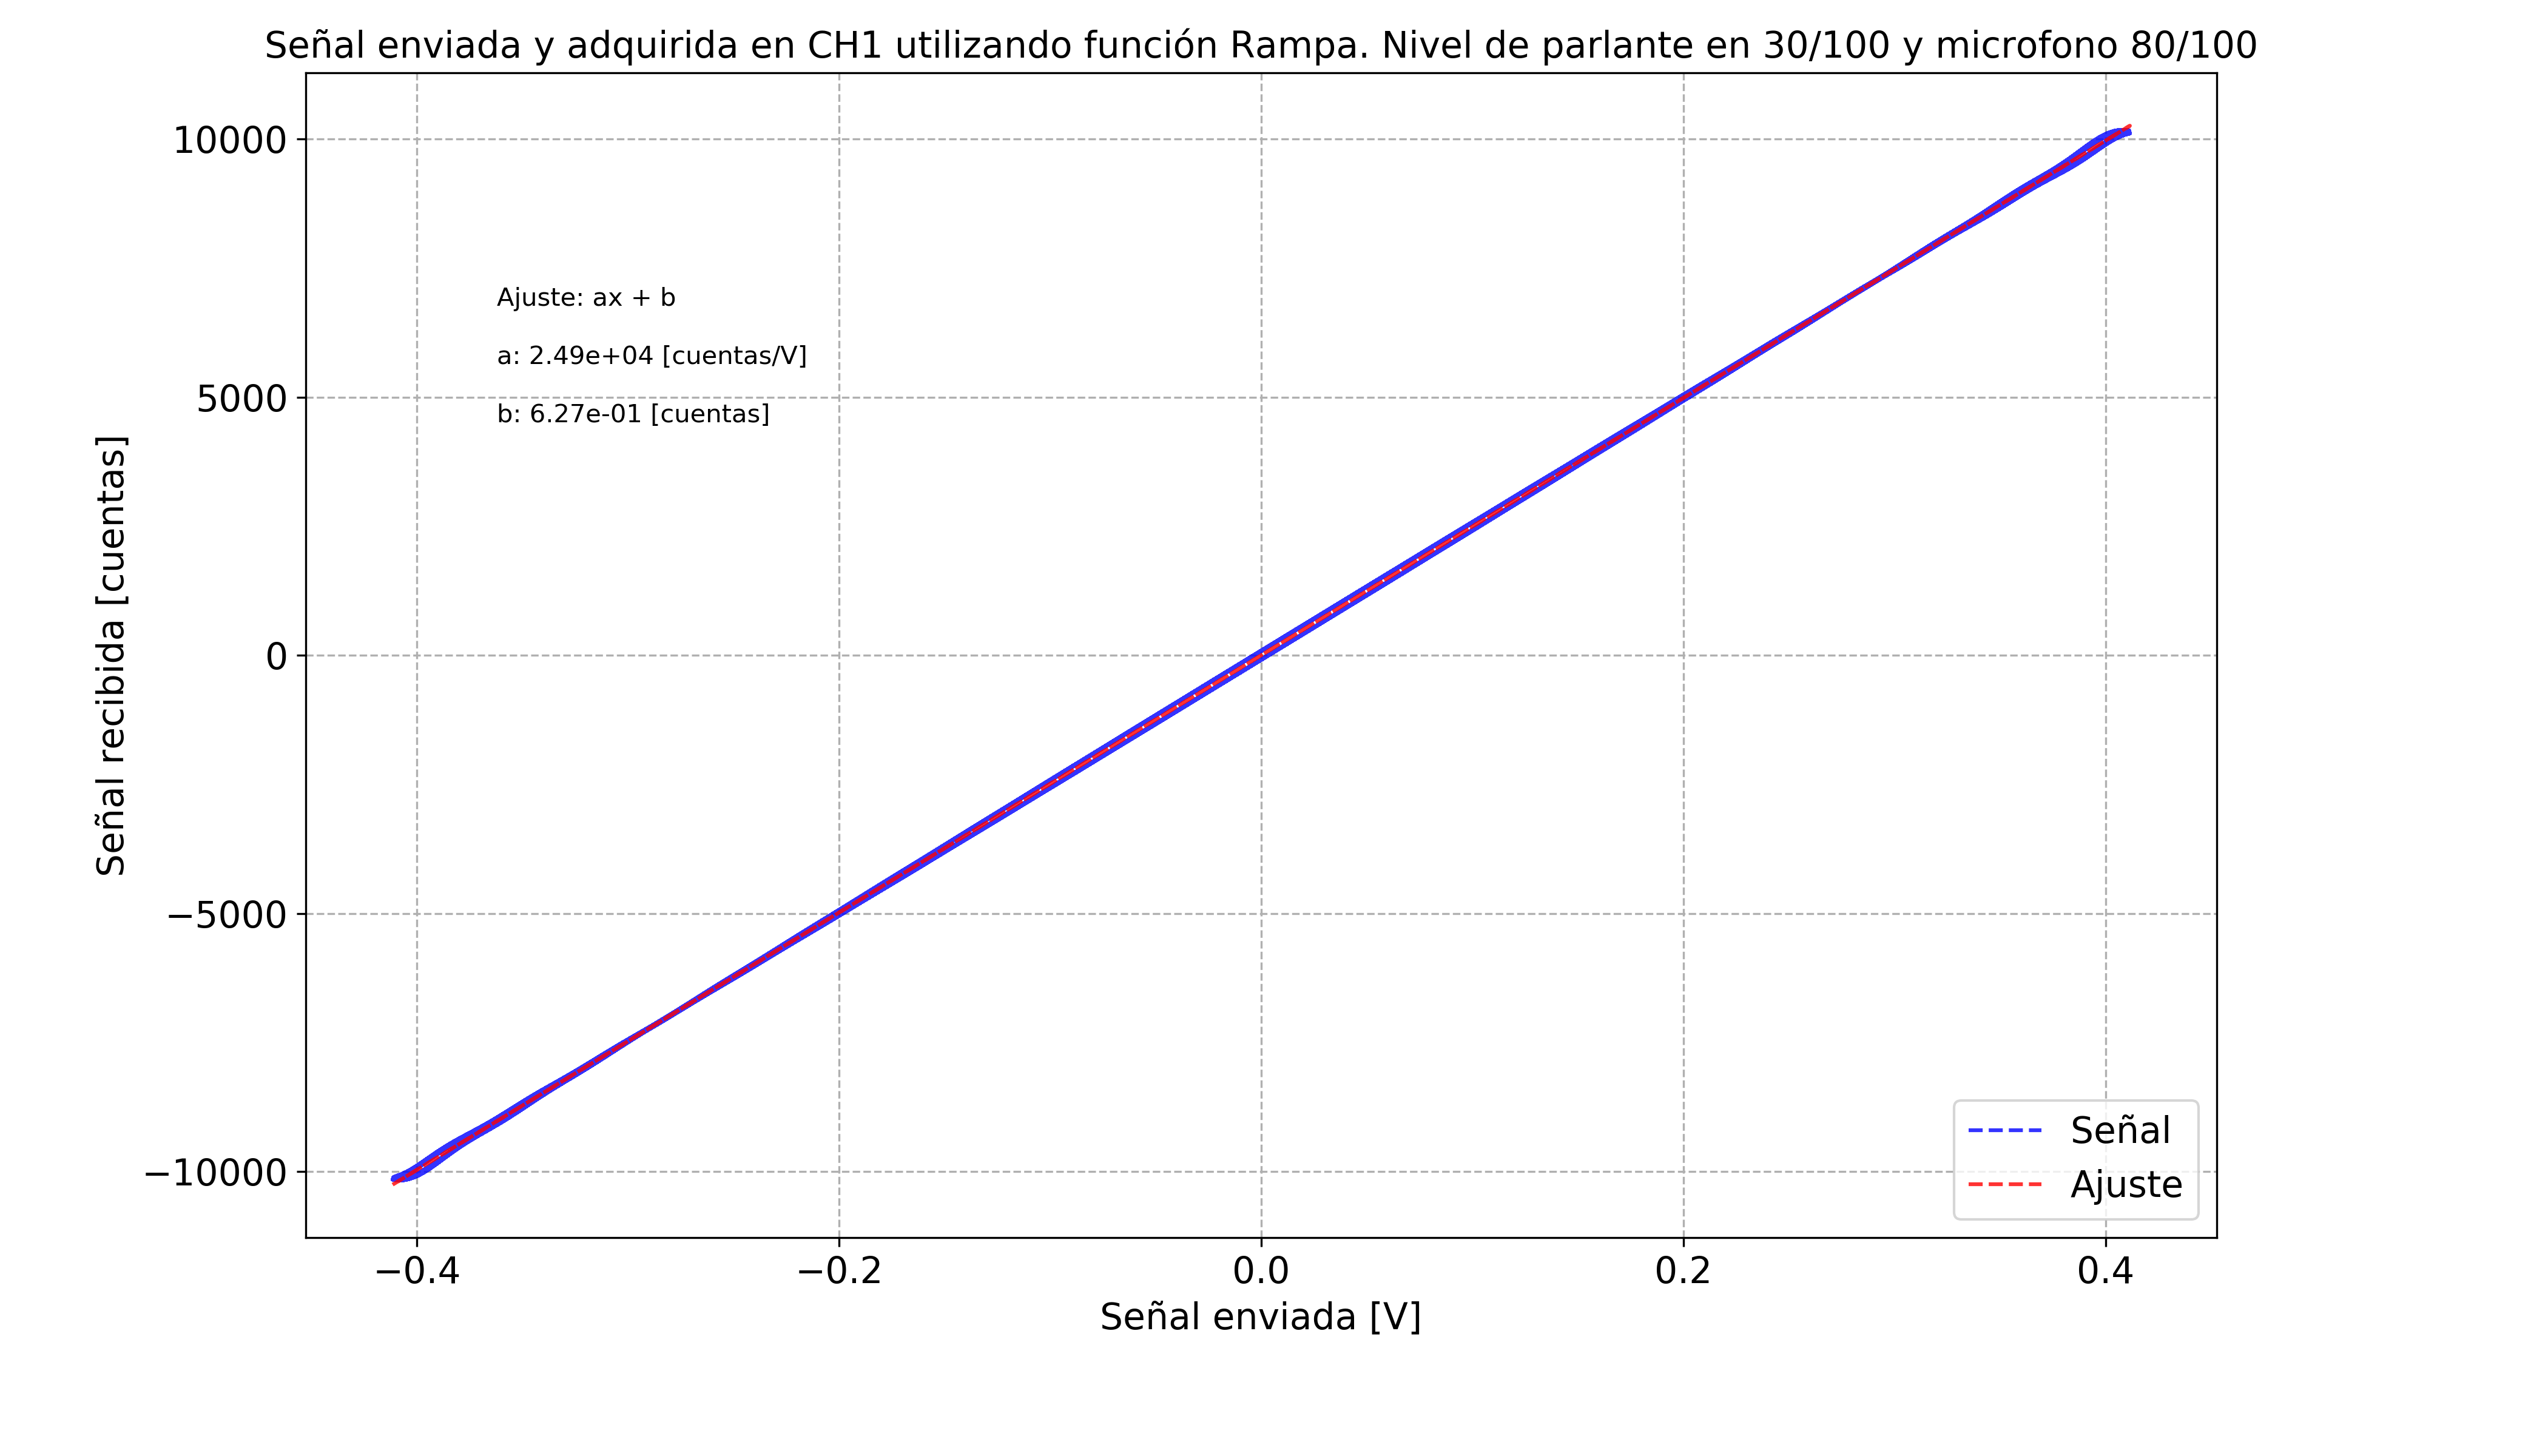 Señal enviada y adquirida en CH1 utilizando función Rampa. Nivel de parlante en 30/100 y microfono 80/100
10000
5000
0
−5000
−10000
Señal recibida [cuentas]
Ajuste: ax + b
a: 2.49e+04 [cuentas/V]
b: 6.27e-01 [cuentas]
Señal
Ajuste
−0.4
−0.2
0.0
0.2
0.4
Señal enviada [V]